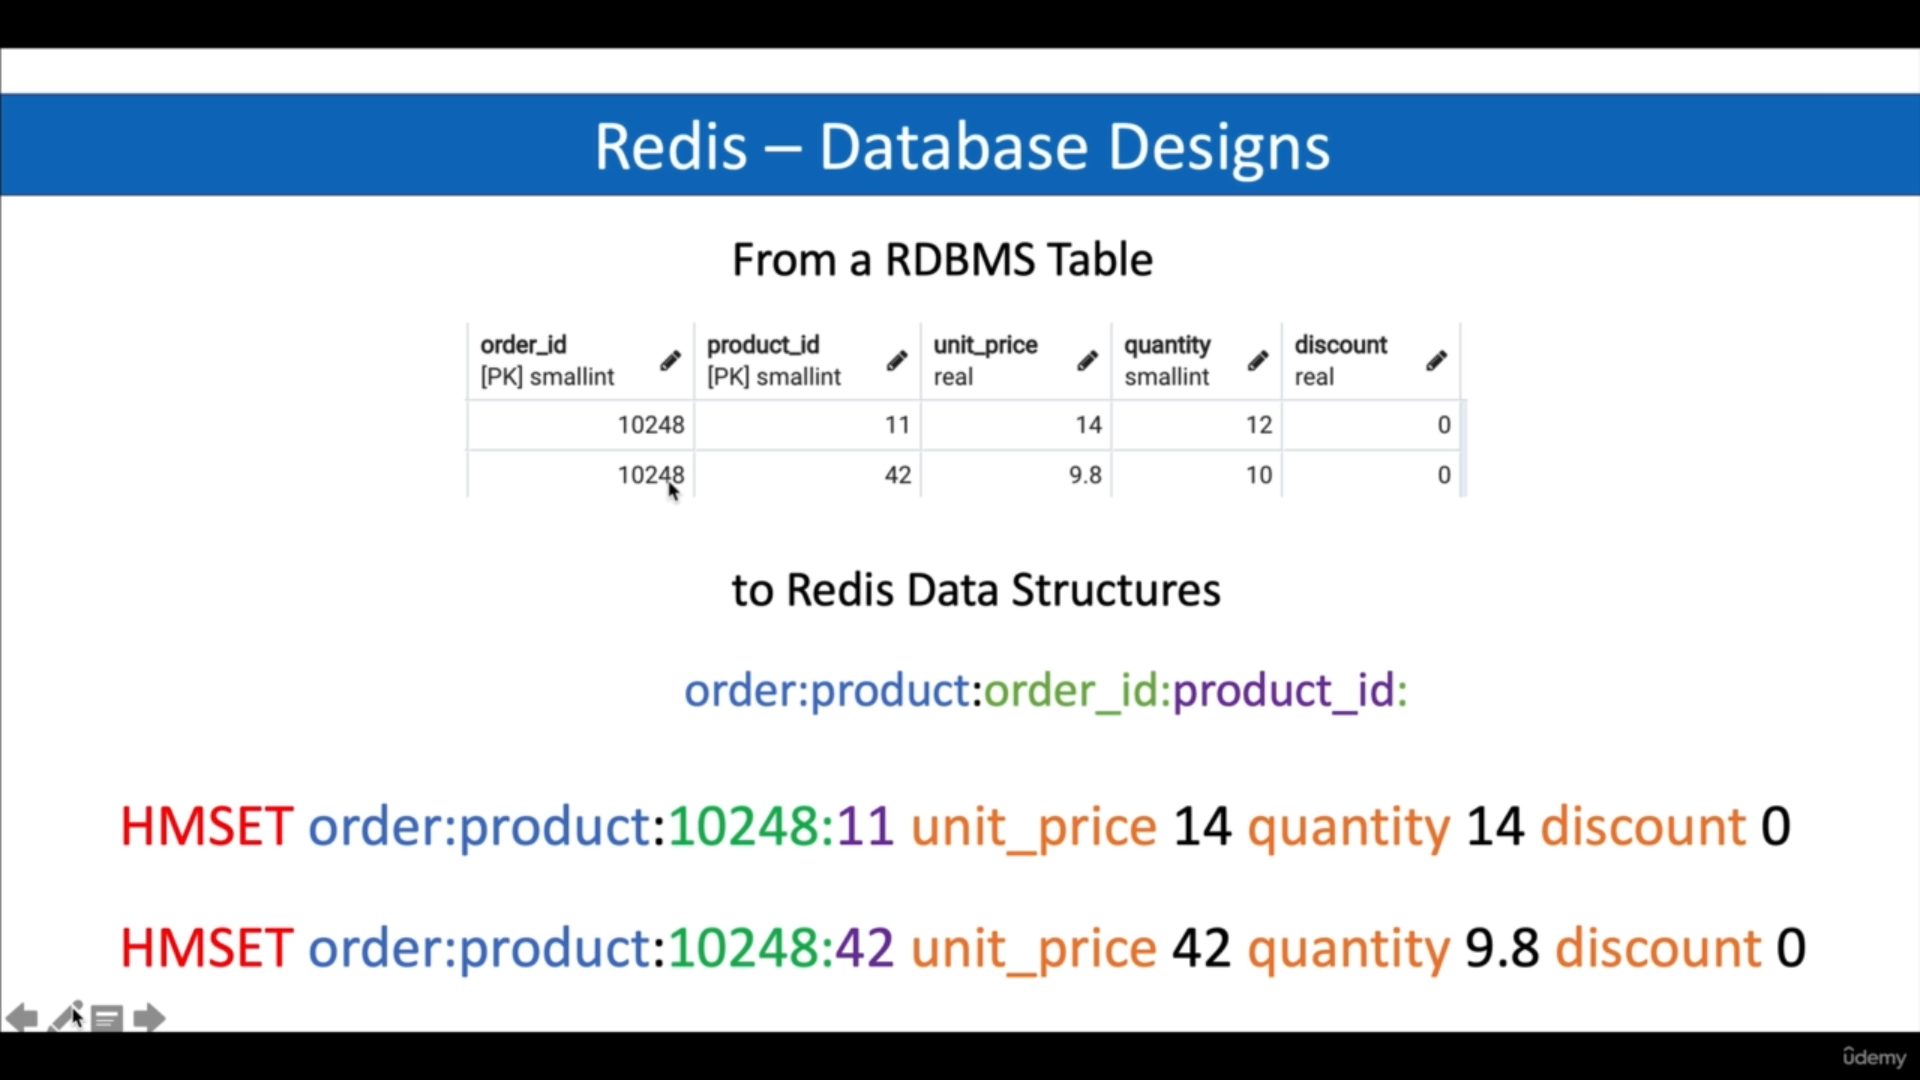 Redis – Database Designs
From a RDBMS Table
order_id product_id unit_price quantity discount
[PK] smallint [PK] smallint real smallint real
10248 11 14 12 0
10248 42 9.8 10 0
to Redis Data Structures
order:product:order_id:product_id:
HMSET order:product:10248:11 unit_price 14 quantity 14 discount 0
HMSET order:product:10248:42 unit_price 42 quantity 9.8 discount 0
ûdemy